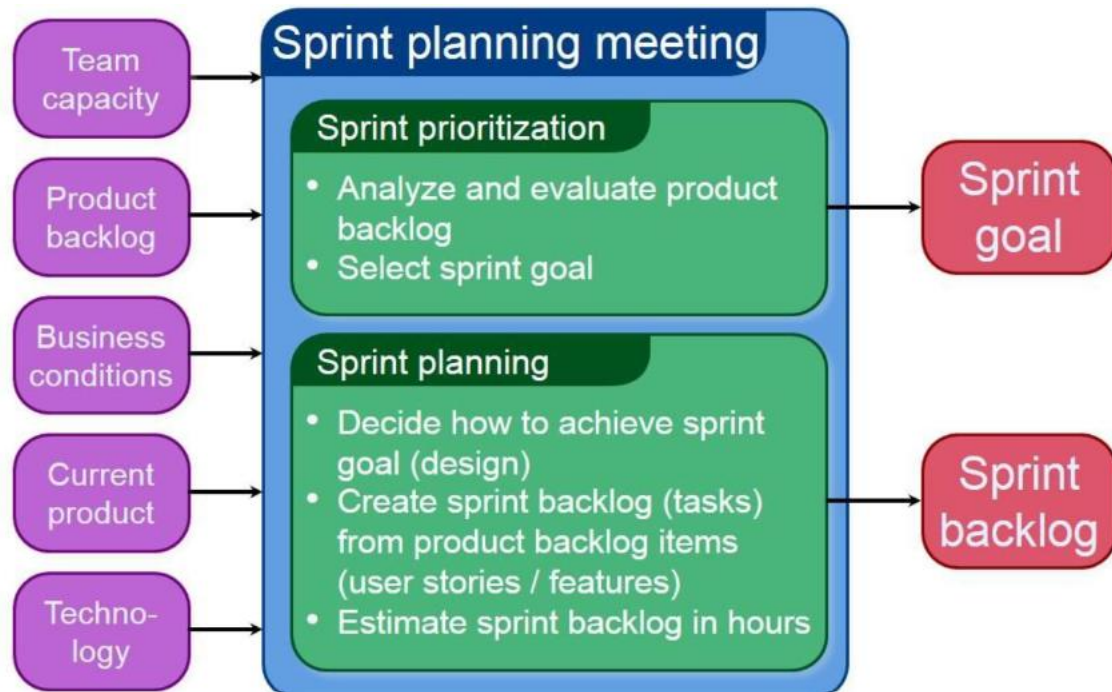 Team
capacity
Product
backlog
Business
conditions
Current
product
Techno-
logy
Sprint planning meeting
Sprint prioritization
• Analyze and evaluate product
backlog
• Select sprint goal
Sprint planning
• Decide how to achieve sprint
goal (design)
• Create sprint backlog (tasks)
from product backlog items
(user stories / features)
• Estimate sprint backlog in hours
Sprint
goal
Sprint
backlog